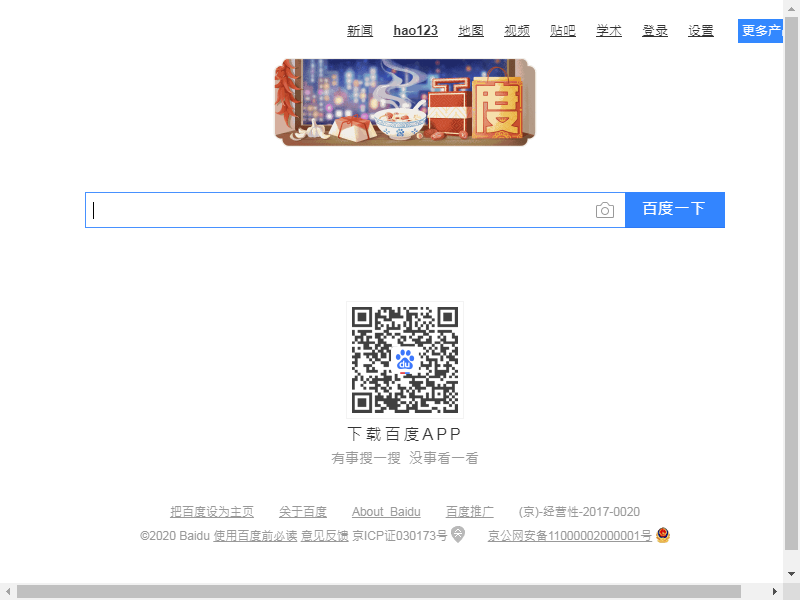 新闻 hao123 地图 视频 贴吧 学术 登录 设置 更多产
度
百度一下
du
下载百度APP
有事搜一搜 没事看一看
把百度设为主页 关于百度 About Baidu 百度推广 (京)-经营性-2017-0020
©2020 Baidu 使用百度前必读 意见反馈 京ICP证030173号 京公网安备11000002000001号